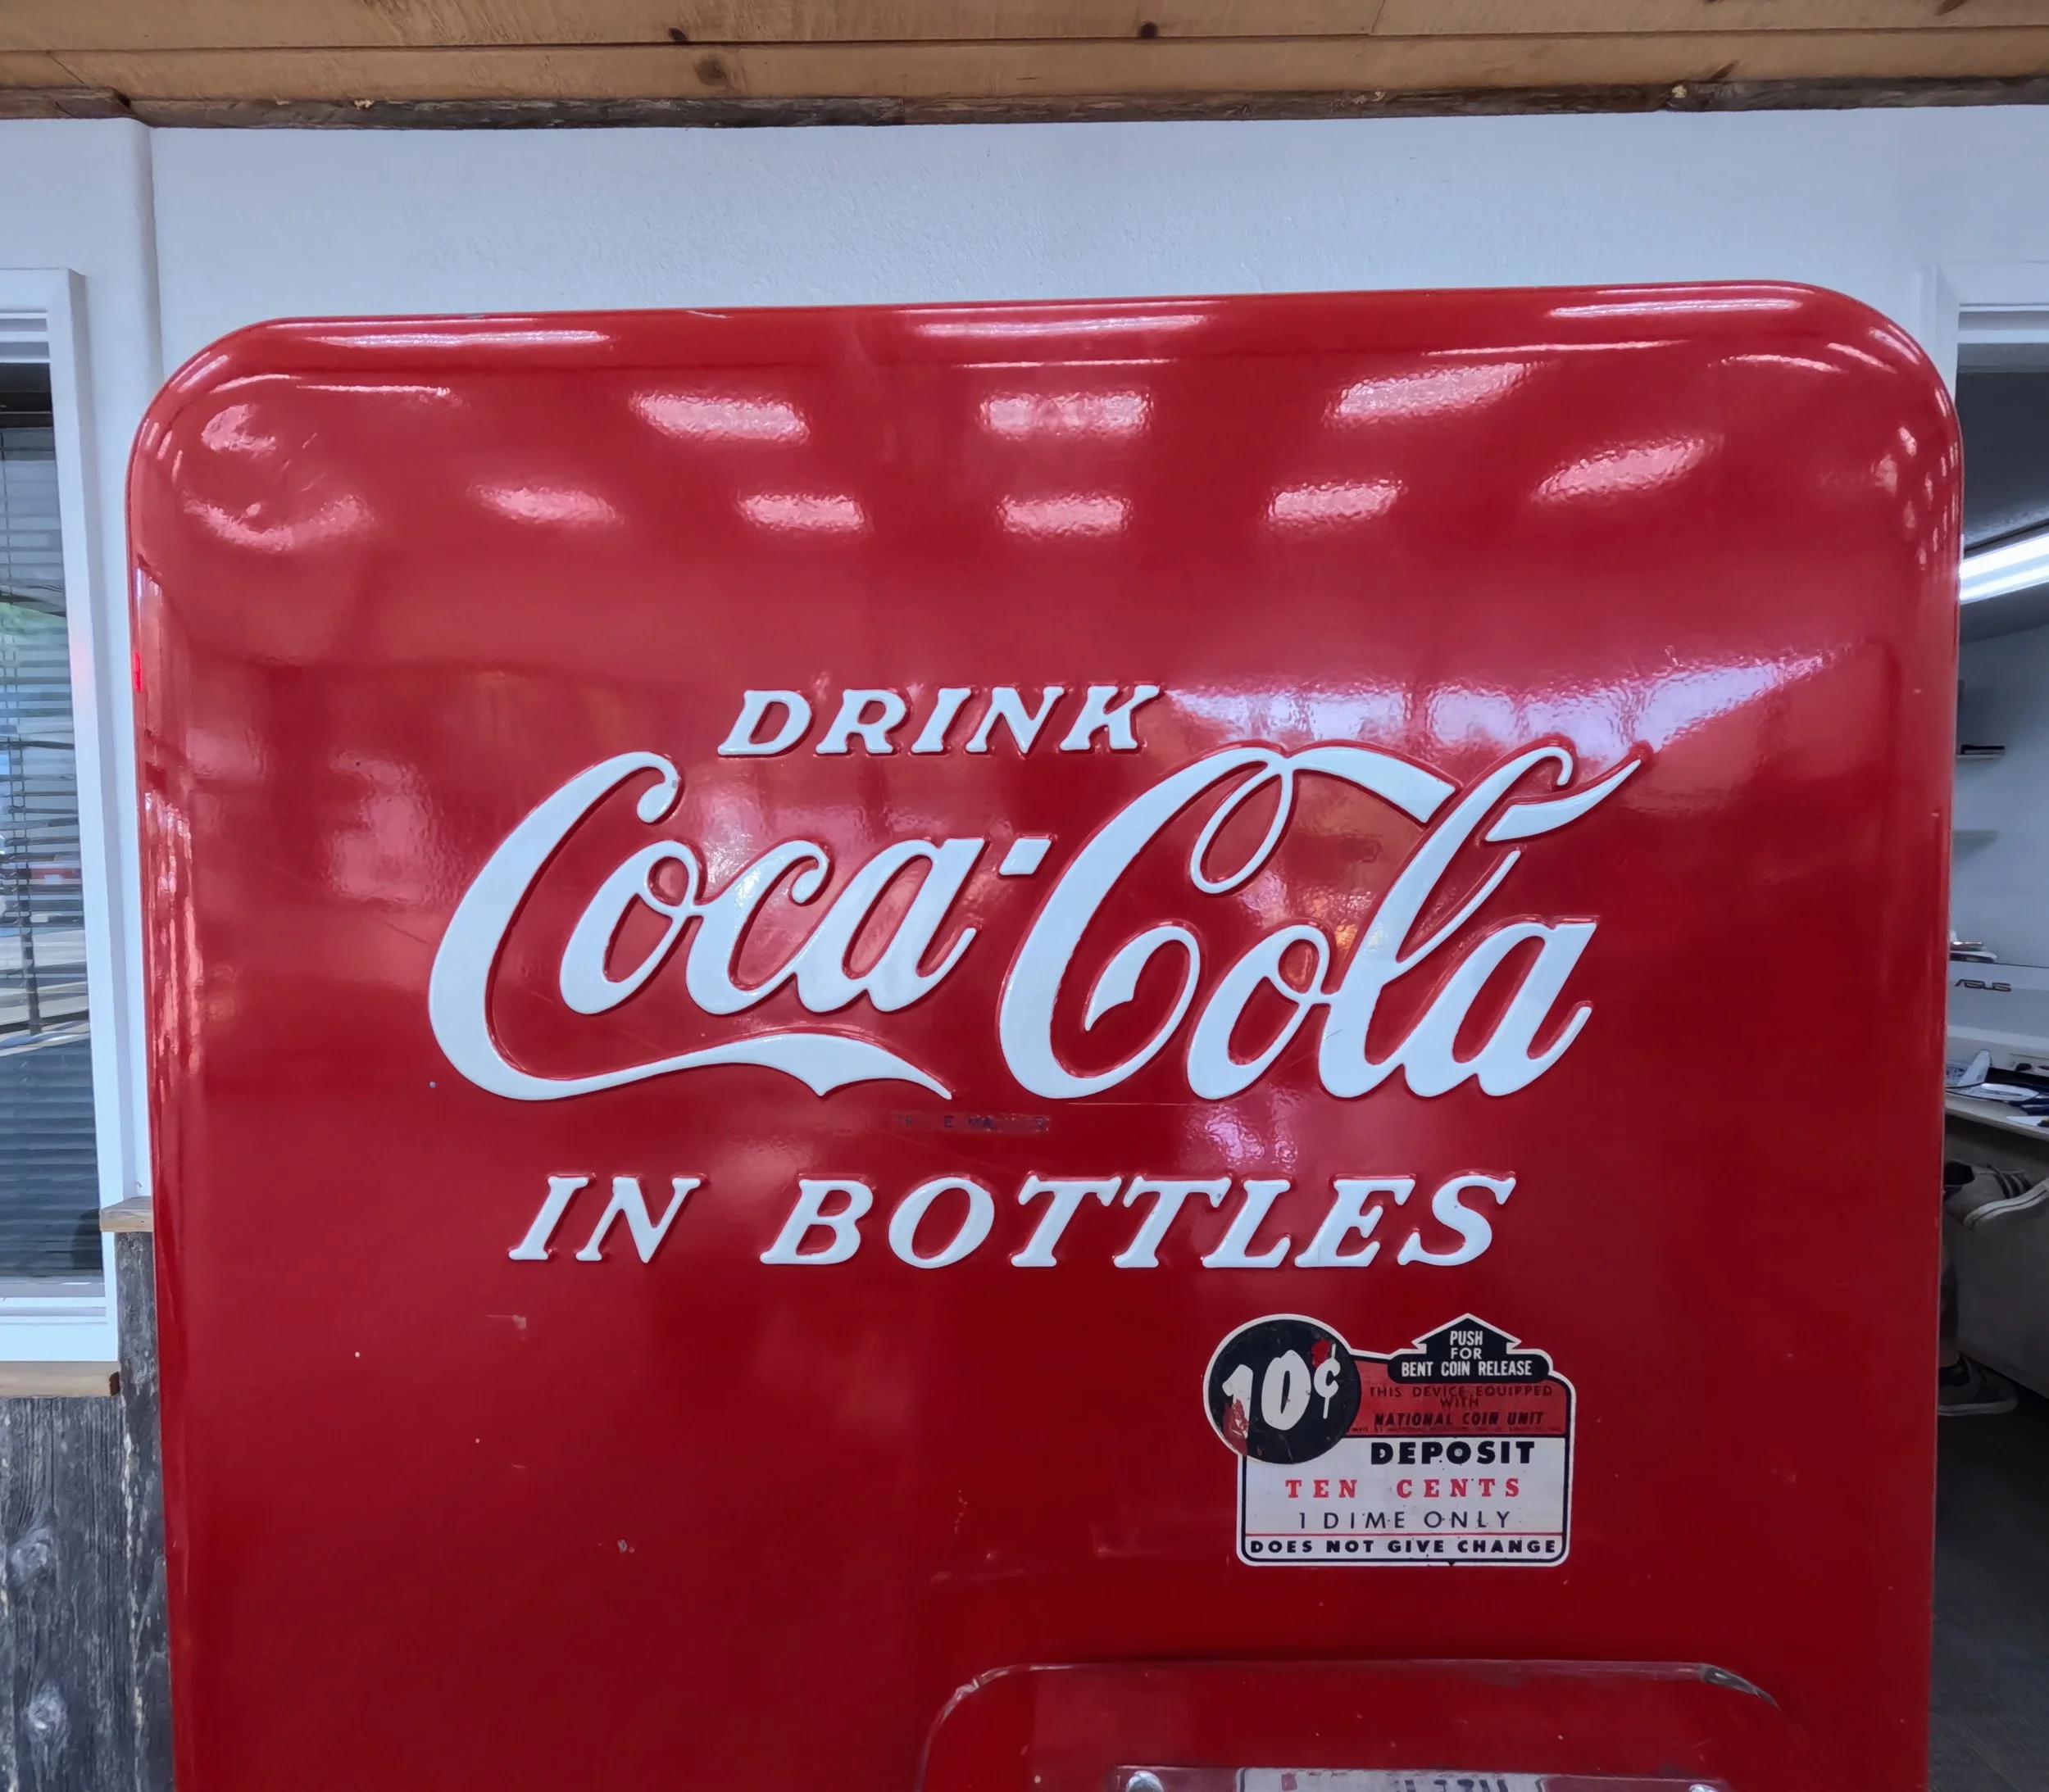 DRINK
Coca-Cola
IN BOTTLES
10¢
PUSH
FOR
BENT COIN RELEASE
THIS DEVICE EQUIPPED
WITH
NATIONAL COIN UNIT
DEPOSIT
TEN CENTS
1 DIME ONLY
DOES NOT GIVE CHANGE
ASUS